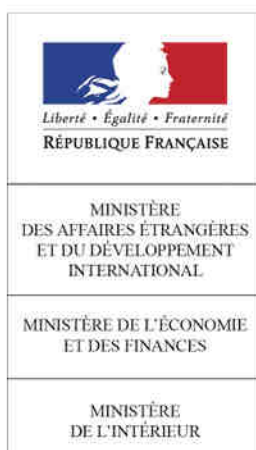 Liberté • Égalité • Fraternité
RÉPUBLIQUE FRANÇAISE
MINISTÈRE
DES AFFAIRES ÉTRANGÈRES
ET DU DÉVELOPPEMENT
INTERNATIONAL
MINISTÈRE DE L'ÉCONOMIE
ET DES FINANCES
MINISTÈRE
DE L'INTÉRIEUR